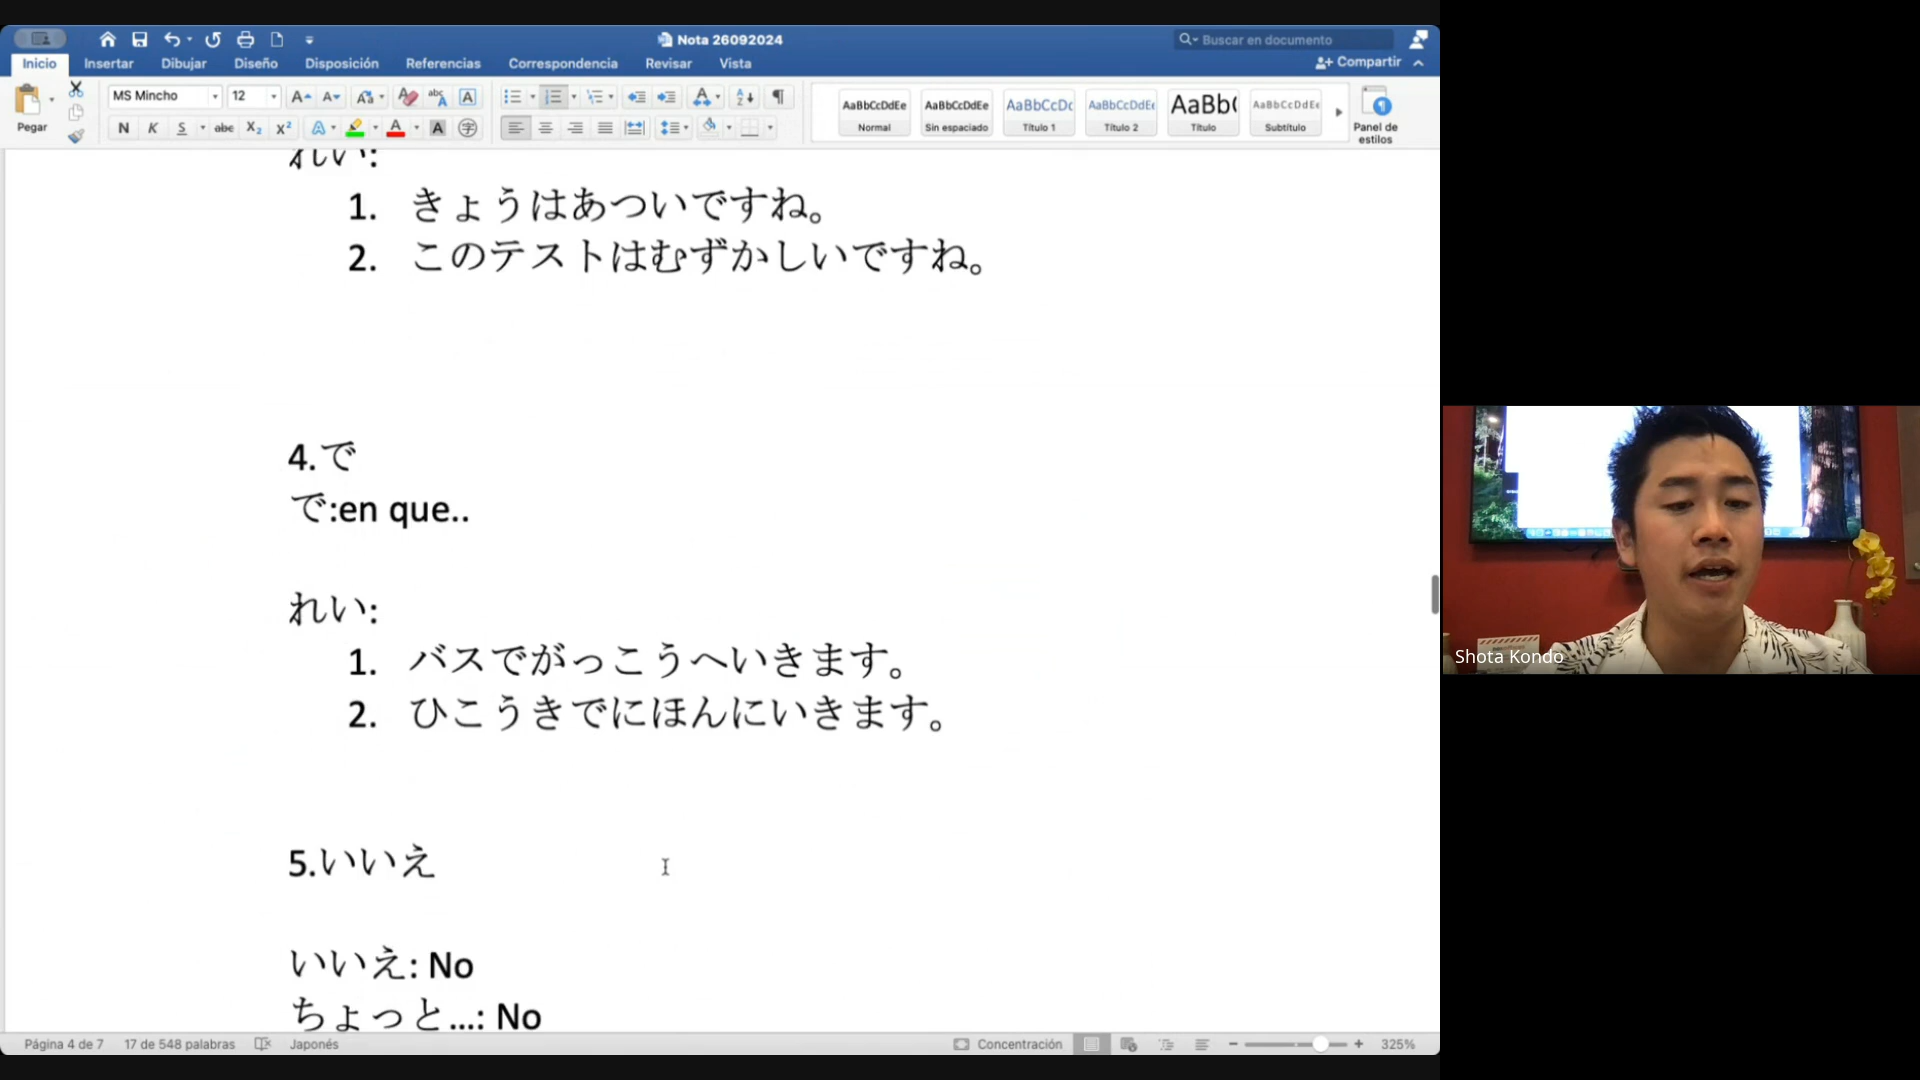 Nota 26092024
Buscar en documento
Inicio Insertar Dibujar Diseño Disposición Referencias Correspondencia Revisar Vista
Compartir
Pegar
MS Mincho 12
N K S abc X₂ X²
AaBbCcDdEe AaBbCcDdEe AaBbCcDc AaBbCcDdEe AaBb( AaBbCcDdEe
Normal Sin espaciado Título 1 Título 2 Título Subtítulo
Panel de estilos
れい:
1. きょうはあついですね。
2. このテストはむずかしいですね。
4.で
で:en que..
れい:
1. バスでがっこうへいきます。
2. ひこうきでにほんにいきます。
5.いいえ
いいえ: No
ちょっと...: No
Página 4 de 7 17 de 548 palabras Japonés Concentración 325%
Shota Kondo